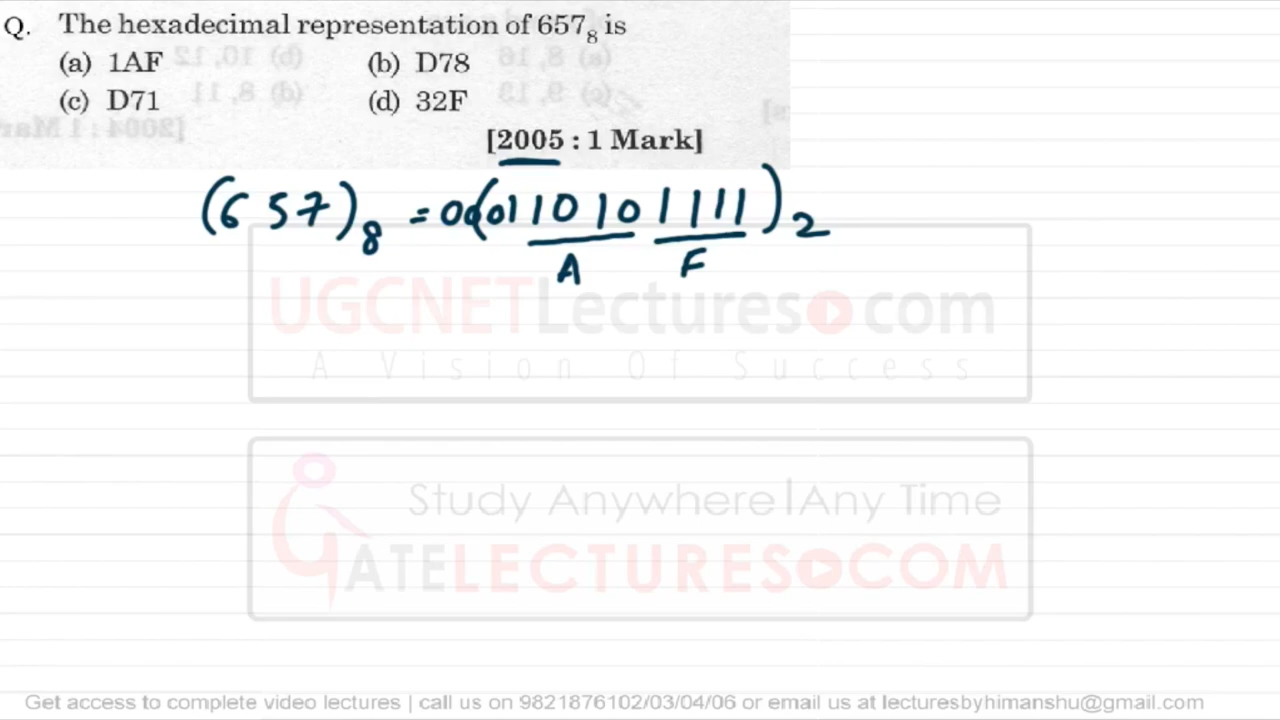 Q. The hexadecimal representation of 657₈ is
(a) 1AF (b) D78
(c) D71 (d) 32F
[2005 : 1 Mark]
(657)₈ = 000(110101111)₂
A F
UGCNETLectures.com
A Vision Of Success
Study Anywhere|Any Time
GATELECTURES.COM
Get access to complete video lectures | call us on 9821876102/03/04/06 or email us at lecturesbyhimanshu@gmail.com